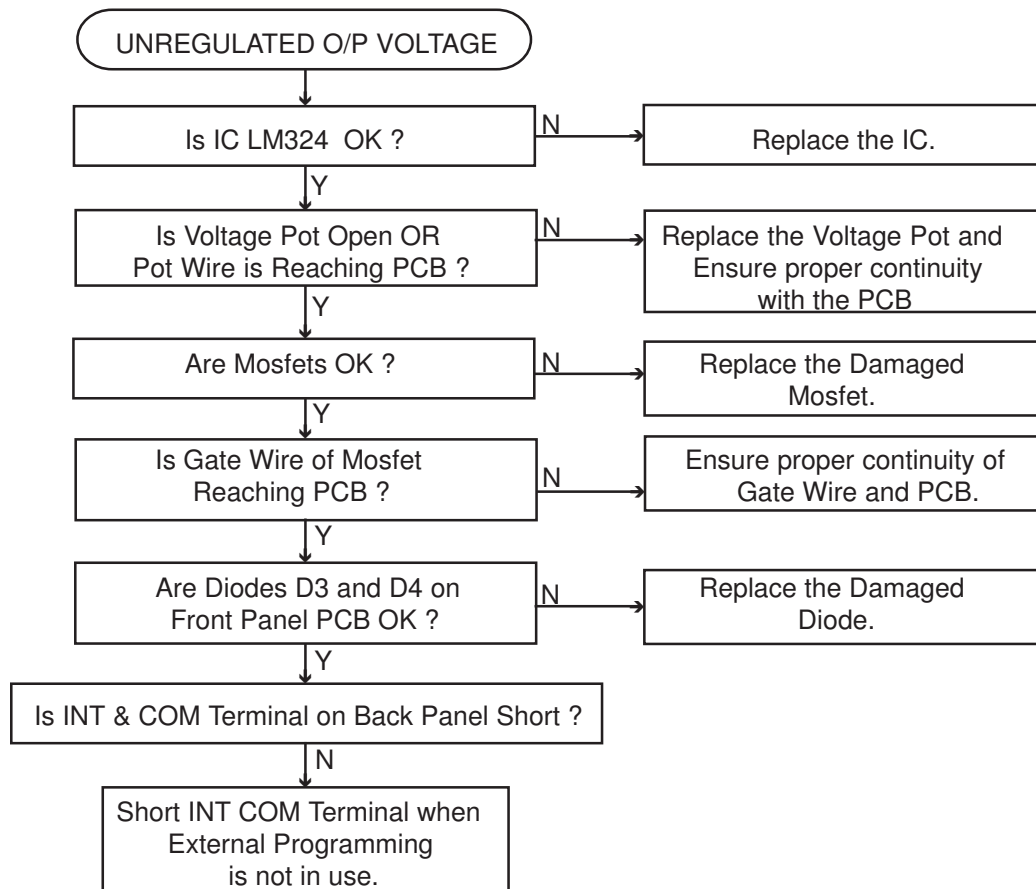 UNREGULATED O/P VOLTAGE
Is IC LM324 OK ?
N
Replace the IC.
Y
Is Voltage Pot Open OR
Pot Wire is Reaching PCB ?
N
Replace the Voltage Pot and
Ensure proper continuity
with the PCB
Y
Are Mosfets OK ?
N
Replace the Damaged
Mosfet.
Y
Is Gate Wire of Mosfet
Reaching PCB ?
N
Ensure proper continuity of
Gate Wire and PCB.
Y
Are Diodes D3 and D4 on
Front Panel PCB OK ?
N
Replace the Damaged
Diode.
Y
Is INT & COM Terminal on Back Panel Short ?
N
Short INT COM Terminal when
External Programming
is not in use.